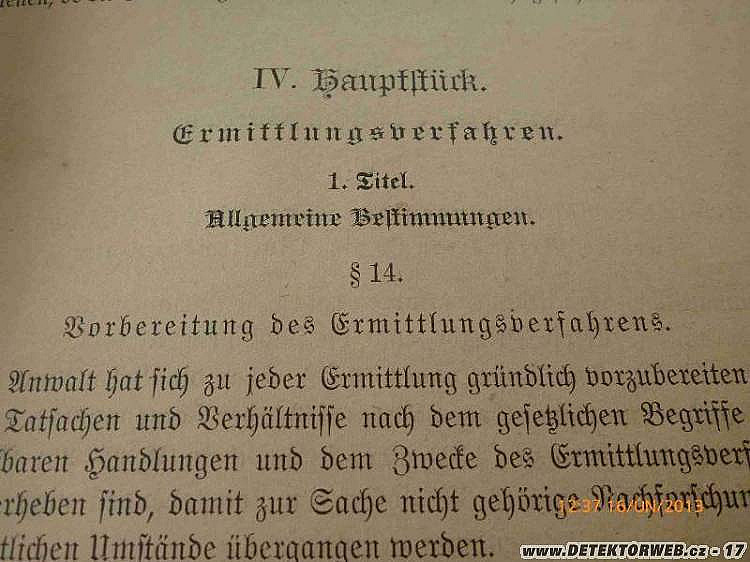 IV. Hauptſtück.
Ermittlungsverfahren.
1. Titel.
Allgemeine Beſtimmungen.
§ 14.
Vorbereitung des Ermittlungsverfahrens.
Anwalt hat ſich zu jeder Ermittlung gründlich vorzubereiten
Tatſachen und Verhältniſſe nach dem geſetzlichen Begriffe
baren Handlungen und dem Zwecke des Ermittlungsverf
erheben ſind, damit zur Sache nicht gehörige Nachforſchun
tlichen Umſtände übergangen werden.
12:37 16/JUN/2013
www.DETEKTORWEB.cz - 17